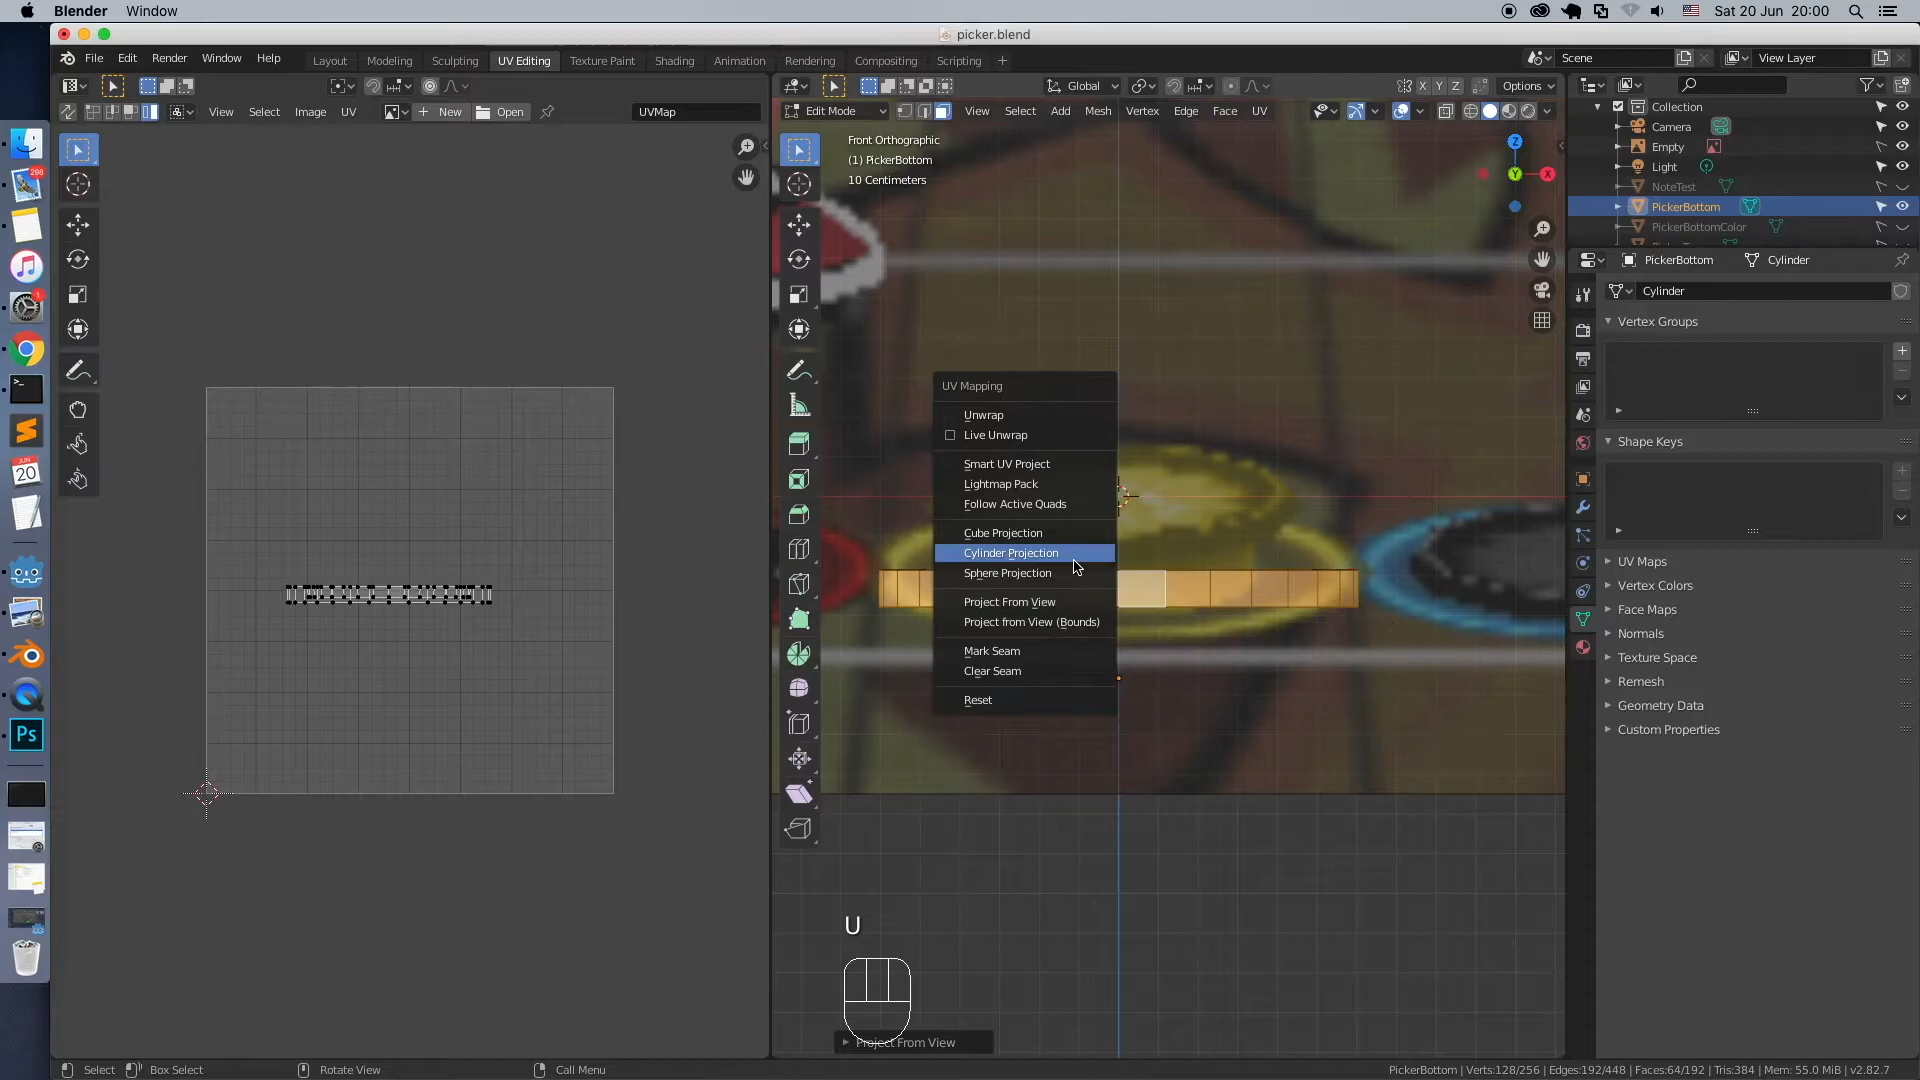 Blender Window
Sat 20 Jun 20:00
picker.blend
File Edit Render Window Help
Layout Modeling Sculpting UV Editing Texture Paint Shading Animation Rendering Compositing Scripting +
Scene
View Layer
Global
X Y Z
Options
View Select Image UV
+ New
Open
UVMap
Edit Mode
View Select Add Mesh Vertex Edge Face UV
Front Orthographic
(1) PickerBottom
10 Centimeters
Z
Y
X
Collection
Camera
Empty
Light
NoteTest
PickerBottom
PickerBottomColor
PickerBottom
Cylinder
Cylinder
Vertex Groups
Shape Keys
UV Maps
Vertex Colors
Face Maps
Normals
Texture Space
Remesh
Geometry Data
Custom Properties
UV Mapping
Unwrap
Live Unwrap
Smart UV Project
Lightmap Pack
Follow Active Quads
Cube Projection
Cylinder Projection
Sphere Projection
Project From View
Project from View (Bounds)
Mark Seam
Clear Seam
Reset
298
1
JUN
20
Ps
U
Project From View
Select
Box Select
Rotate View
Call Menu
PickerBottom | Verts:128/256 | Edges:192/448 | Faces:64/192 | Tris:384 | Mem: 55.0 MiB | v2.82.7